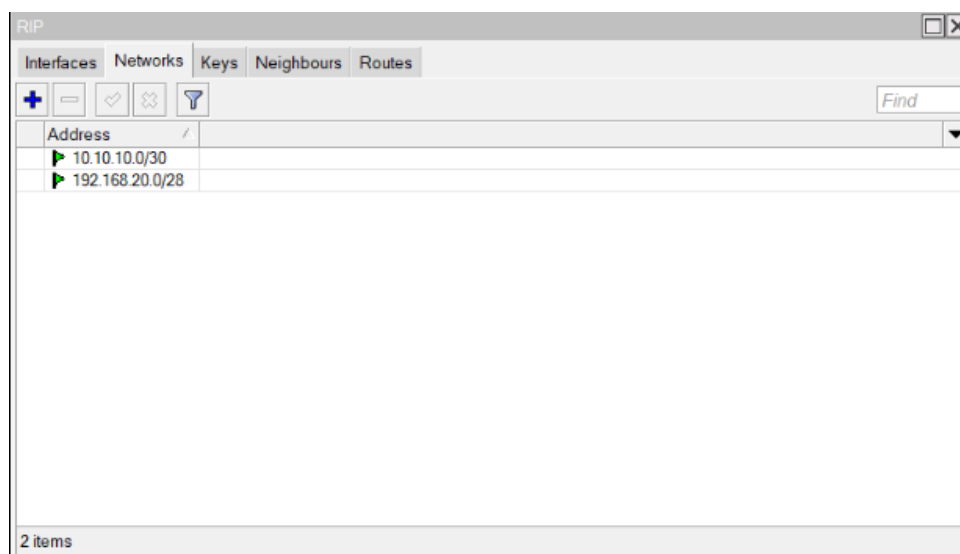 RIP
Interfaces Networks Keys Neighbours Routes
Find
Address
10.10.10.0/30
192.168.20.0/28
2 items